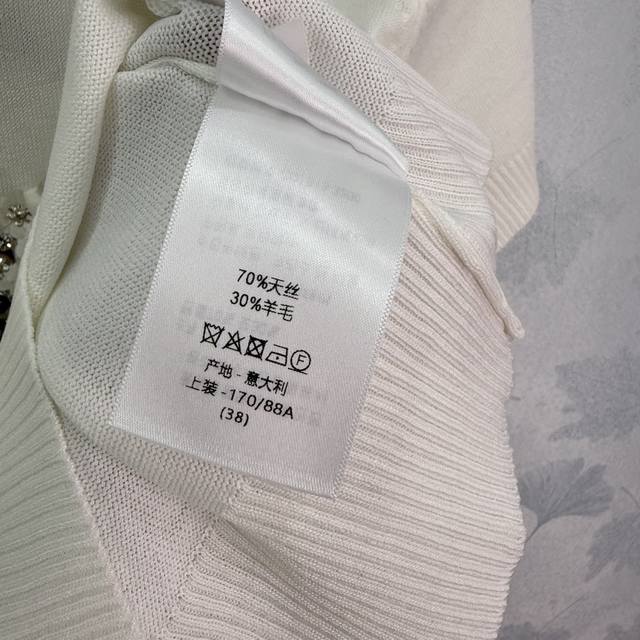 70%天丝
30%羊毛
F
产地 - 意大利
上装 -170/88A
(38)